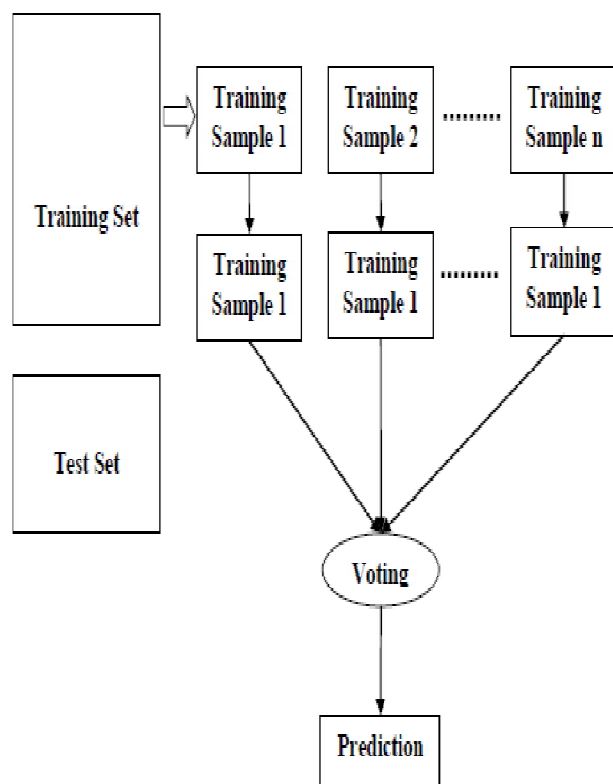 Training
Sample 1
Training
Sample 2
.........
Training
Sample n
Training Set
Training
Sample 1
Training
Sample 1
.........
Training
Sample 1
Test Set
Voting
Prediction